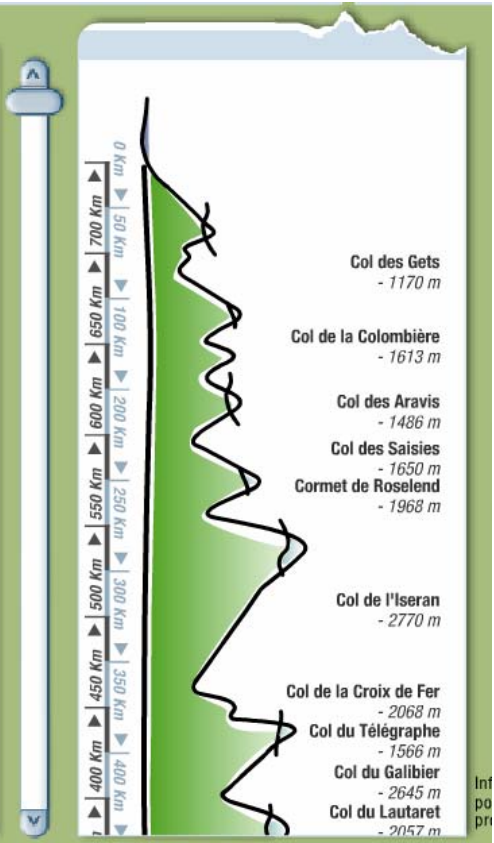 0 Km
50 Km
100 Km
200 Km
250 Km
300 Km
350 Km
400 Km
700 Km
650 Km
600 Km
550 Km
500 Km
450 Km
400 Km
m
Col des Gets
- 1170 m
Col de la Colombière
- 1613 m
Col des Aravis
- 1486 m
Col des Saisies
- 1650 m
Cormet de Roselend
- 1968 m
Col de l'Iseran
- 2770 m
Col de la Croix de Fer
- 2068 m
Col du Télégraphe
- 1566 m
Col du Galibier
- 2645 m
Col du Lautaret
- 2057 m
Inf
po
pro